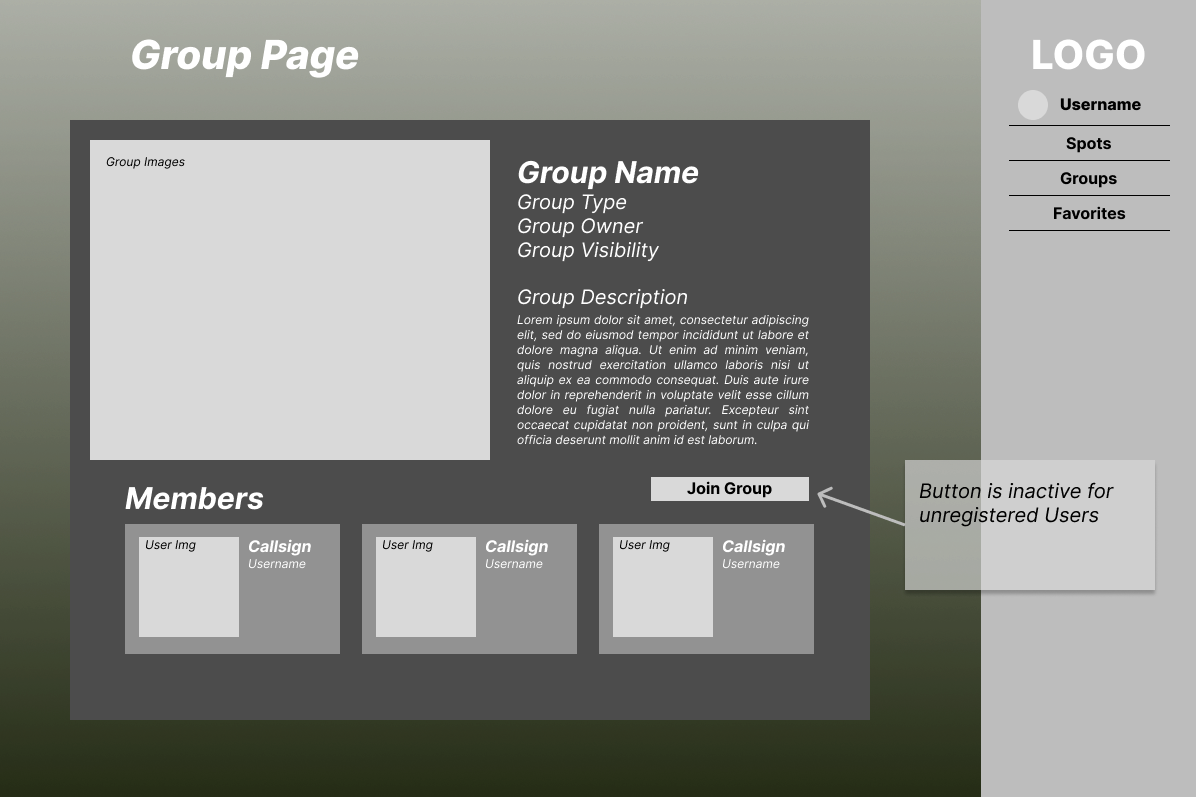 Group Page
LOGO
Username
Spots
Groups
Favorites
Group Images
Group Name
Group Type
Group Owner
Group Visibility
Group Description
Lorem ipsum dolor sit amet, consectetur adipiscing
elit, sed do eiusmod tempor incididunt ut labore et
dolore magna aliqua. Ut enim ad minim veniam,
quis nostrud exercitation ullamco laboris nisi ut
aliquip ex ea commodo consequat. Duis aute irure
dolor in reprehenderit in voluptate velit esse cillum
dolore eu fugiat nulla pariatur. Excepteur sint
occaecat cupidatat non proident, sunt in culpa qui
officia deserunt mollit anim id est laborum.
Join Group
Button is inactive for
unregistered Users
Members
User Img
Callsign
Username
User Img
Callsign
Username
User Img
Callsign
Username